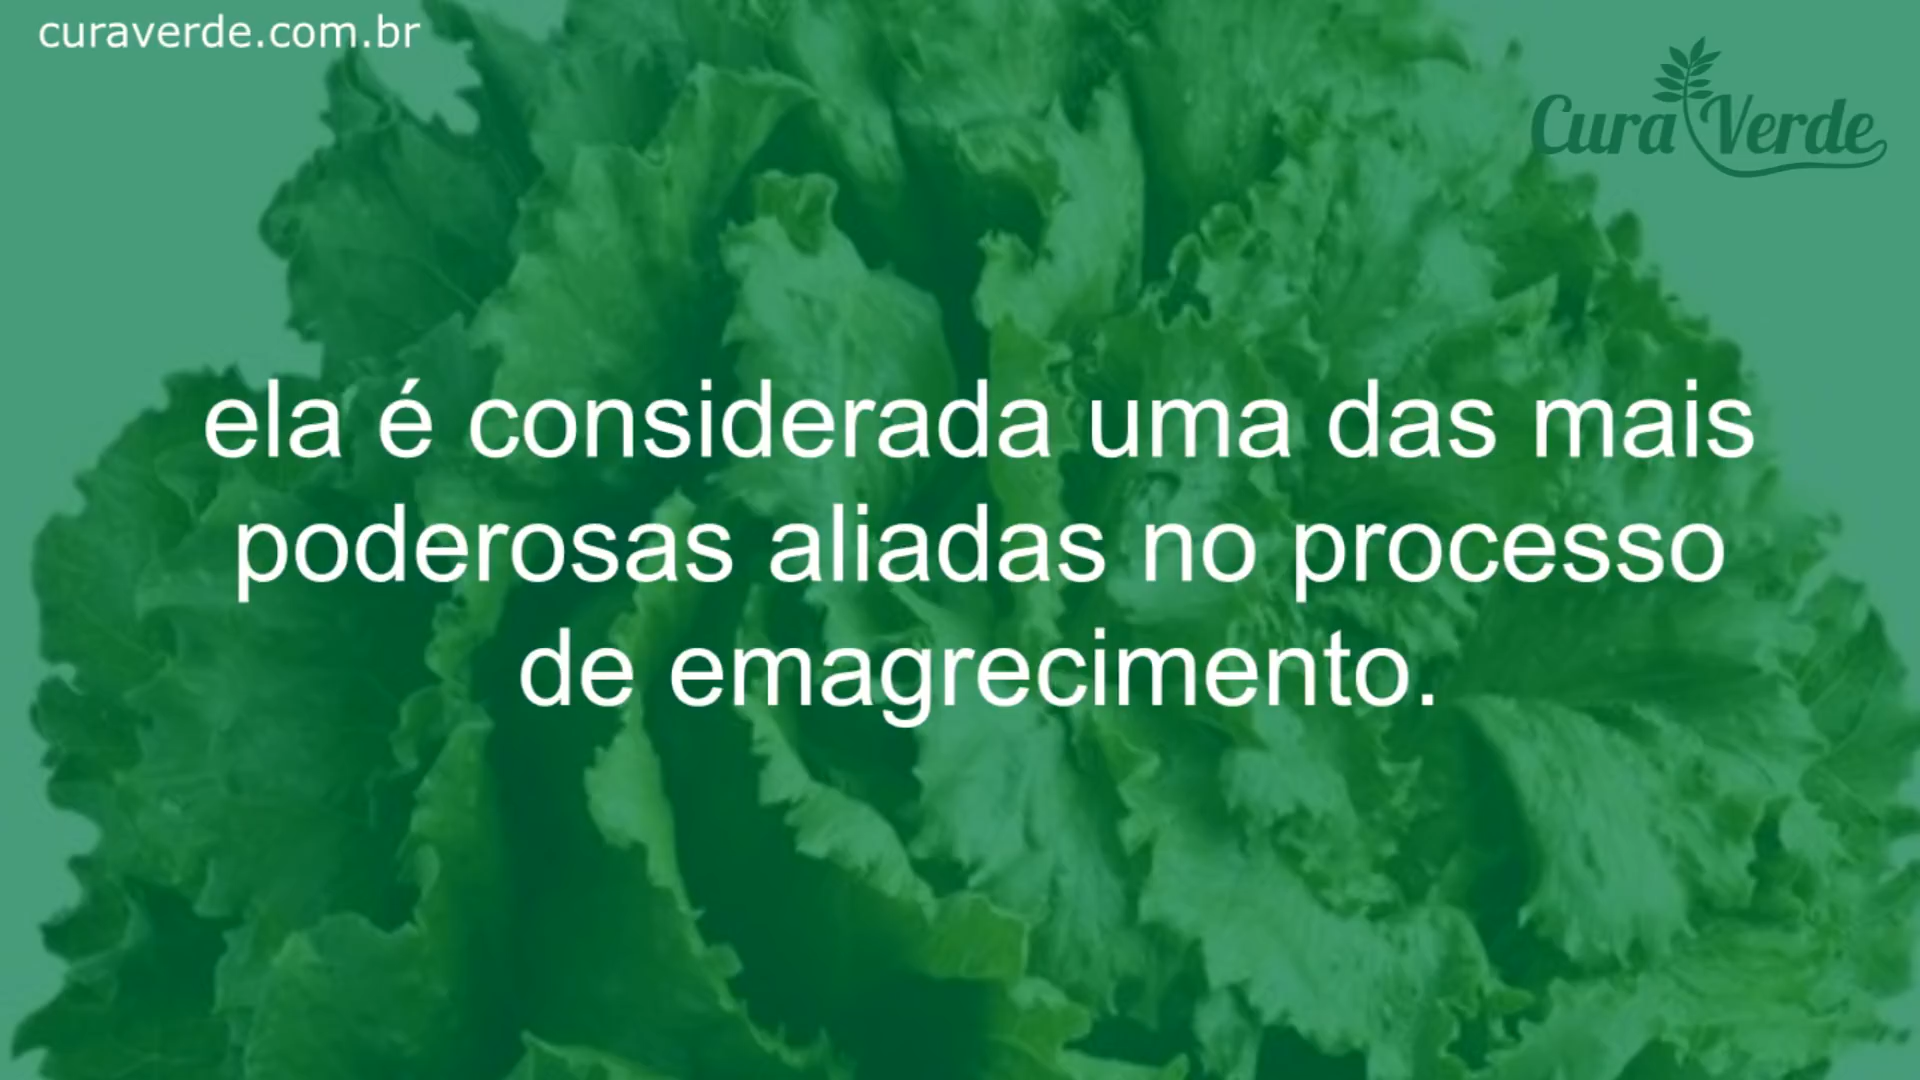 curaverde.com.br
Cura Verde
ela é considerada uma das mais
poderosas aliadas no processo
de emagrecimento.